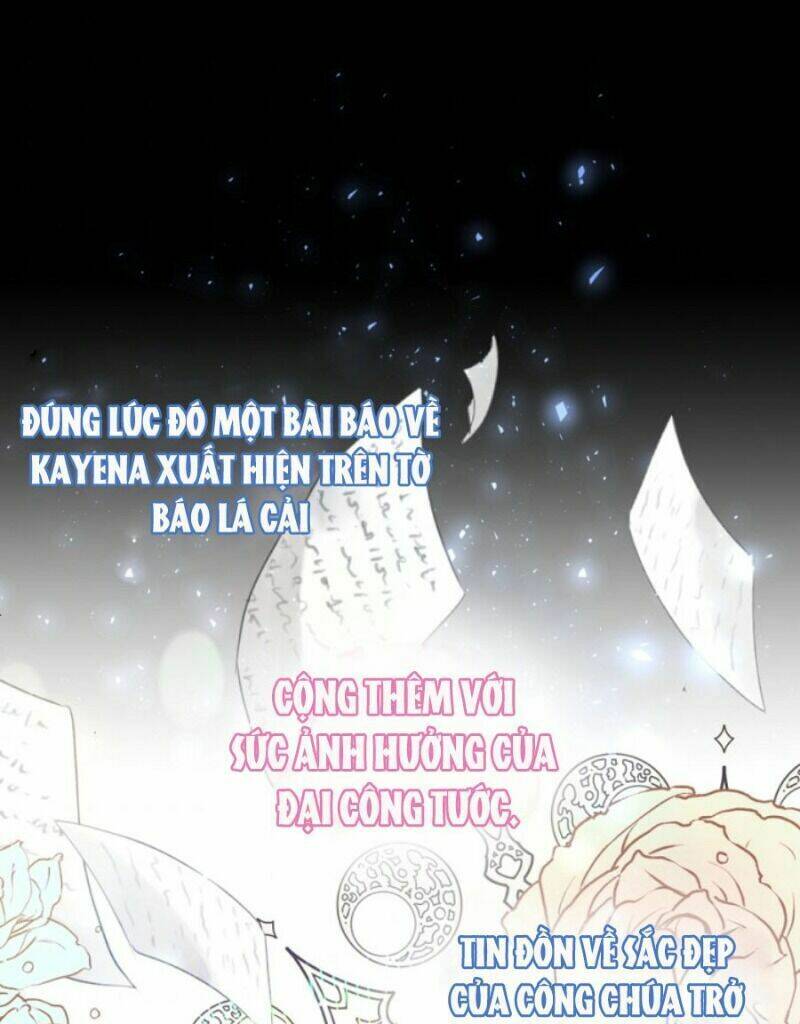 ĐÚNG LÚC ĐÓ MỘT BÀI BÁO VỀ
KAYENA XUẤT HIỆN TRÊN TỜ
BÁO LÁ CẢI
CỘNG THÊM VỚI
SỨC ẢNH HƯỞNG CỦA
ĐẠI CÔNG TƯỚC.
TIN ĐỒN VỀ SẮC ĐẸP
CỦA CÔNG CHÚA TRỞ